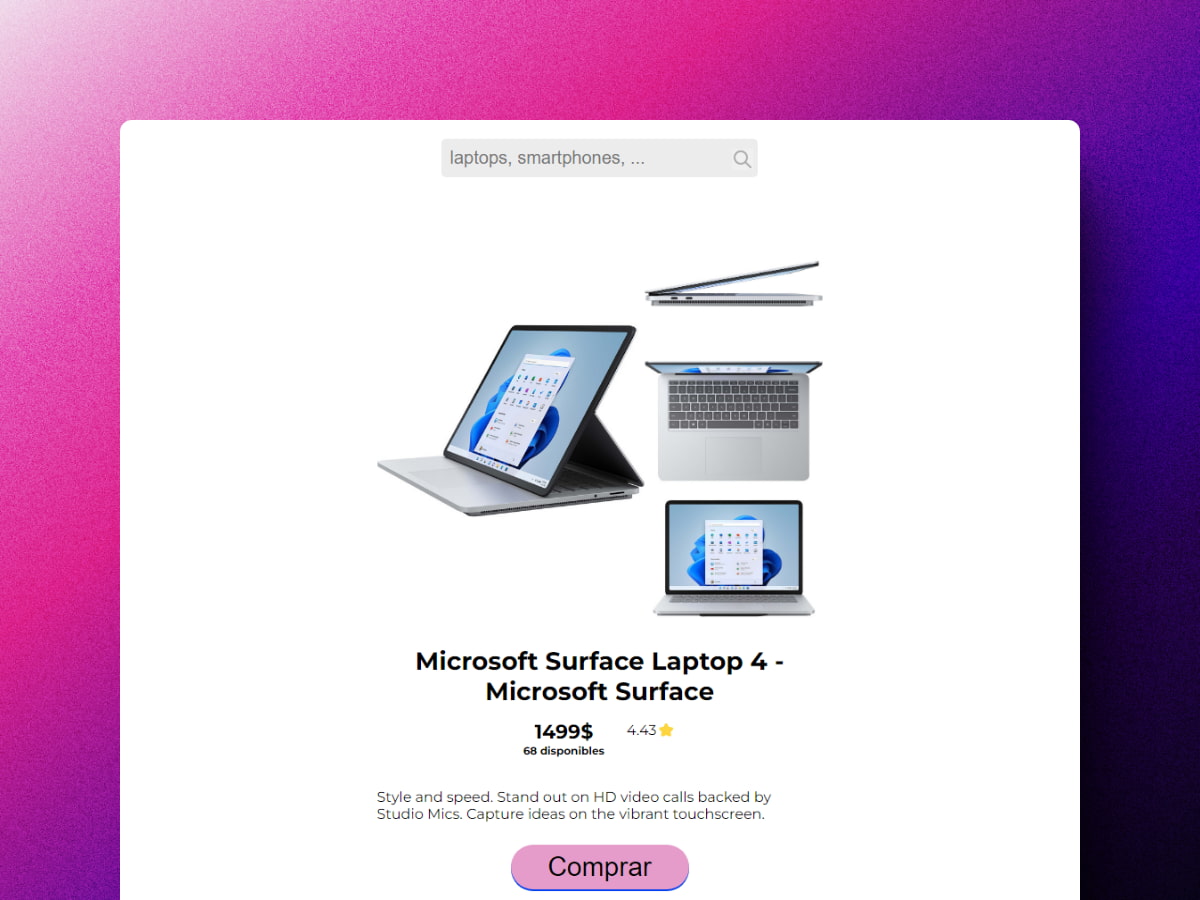 laptops, smartphones, ...
Microsoft Surface Laptop 4 -
Microsoft Surface
1499$
4.43
68 disponibles
Style and speed. Stand out on HD video calls backed by
Studio Mics. Capture ideas on the vibrant touchscreen.
Comprar